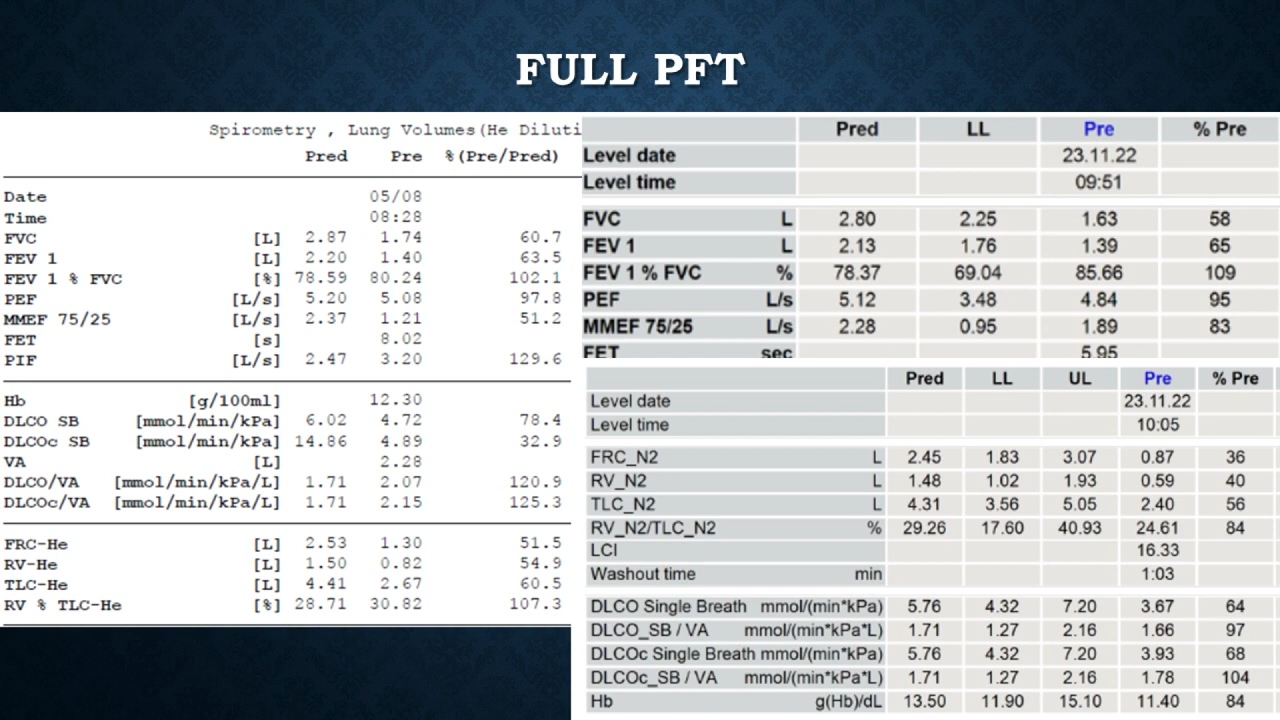 FULL PFT
Spirometry , Lung Volumes(He Diluti
Pred Pre %(Pre/Pred)
Date 05/08
Time 08:28
FVC [L] 2.87 1.74 60.7
FEV 1 [L] 2.20 1.40 63.5
FEV 1 % FVC [%] 78.59 80.24 102.1
PEF [L/s] 5.20 5.08 97.8
MMEF 75/25 [L/s] 2.37 1.21 51.2
FET [s] 8.02
PIF [L/s] 2.47 3.20 129.6
Hb [g/100ml] 12.30
DLCO SB [mmol/min/kPa] 6.02 4.72 78.4
DLCOc SB [mmol/min/kPa] 14.86 4.89 32.9
VA [L] 2.28
DLCO/VA [mmol/min/kPa/L] 1.71 2.07 120.9
DLCOc/VA [mmol/min/kPa/L] 1.71 2.15 125.3
FRC-He [L] 2.53 1.30 51.5
RV-He [L] 1.50 0.82 54.9
TLC-He [L] 4.41 2.67 60.5
RV % TLC-He [%] 28.71 30.82 107.3
Pred LL Pre % Pre
Level date 23.11.22
Level time 09:51
FVC L 2.80 2.25 1.63 58
FEV 1 L 2.13 1.76 1.39 65
FEV 1 % FVC % 78.37 69.04 85.66 109
PEF L/s 5.12 3.48 4.84 95
MMEF 75/25 L/s 2.28 0.95 1.89 83
FET sec 5.95
Pred LL UL Pre % Pre
Level date 23.11.22
Level time 10:05
FRC_N2 L 2.45 1.83 3.07 0.87 36
RV_N2 L 1.48 1.02 1.93 0.59 40
TLC_N2 L 4.31 3.56 5.05 2.40 56
RV_N2/TLC_N2 % 29.26 17.60 40.93 24.61 84
LCI 16.33
Washout time min 1:03
DLCO Single Breath mmol/(min*kPa) 5.76 4.32 7.20 3.67 64
DLCO_SB / VA mmol/(min*kPa*L) 1.71 1.27 2.16 1.66 97
DLCOc Single Breath mmol/(min*kPa) 5.76 4.32 7.20 3.93 68
DLCOc_SB / VA mmol/(min*kPa*L) 1.71 1.27 2.16 1.78 104
Hb g(Hb)/dL 13.50 11.90 15.10 11.40 84